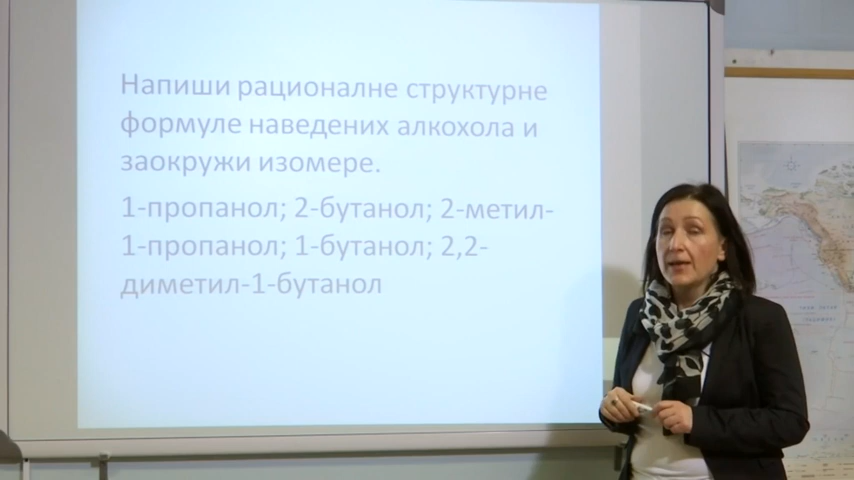 Напиши рационалне структурне
формуле наведених алкохола и
заокружи изомере.
1-пропанол; 2-бутанол; 2-метил-
1-пропанол; 1-бутанол; 2,2-
диметил-1-бутанол